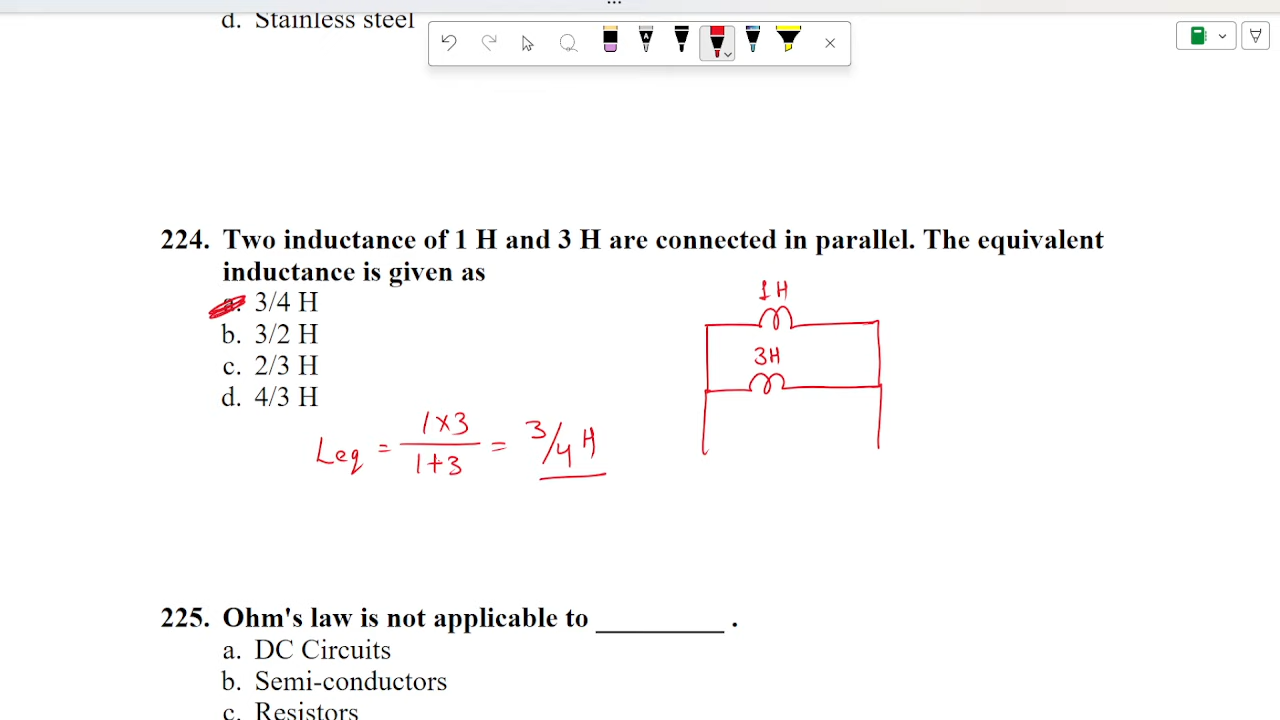 d. Stainless steel
224. Two inductance of 1 H and 3 H are connected in parallel. The equivalent
inductance is given as
a. 3/4 H
b. 3/2 H
c. 2/3 H
d. 4/3 H
1H
3H
Leq = 1×3 / 1+3 = 3/4 H
225. Ohm's law is not applicable to _________ .
a. DC Circuits
b. Semi-conductors
c. Resistors